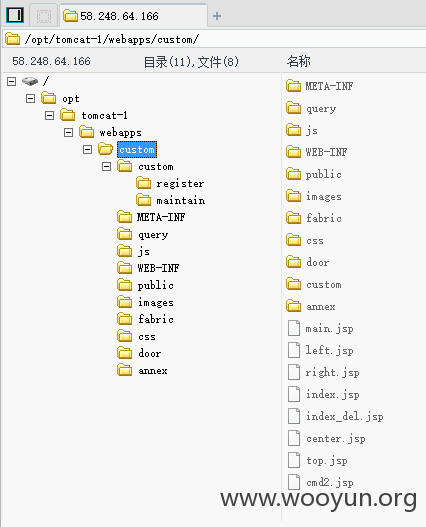 58.248.64.166
/opt/tomcat-1/webapps/custom/
58.248.64.166 目录(11),文件(8) 名称
/
opt
tomcat-1
webapps
custom
custom
register
maintain
META-INF
query
js
WEB-INF
public
images
fabric
css
door
annex
META-INF
query
js
WEB-INF
public
images
fabric
css
door
custom
annex
main.jsp
left.jsp
right.jsp
index.jsp
index_del.jsp
center.jsp
top.jsp
cmd2.jsp
www.wooyun.org